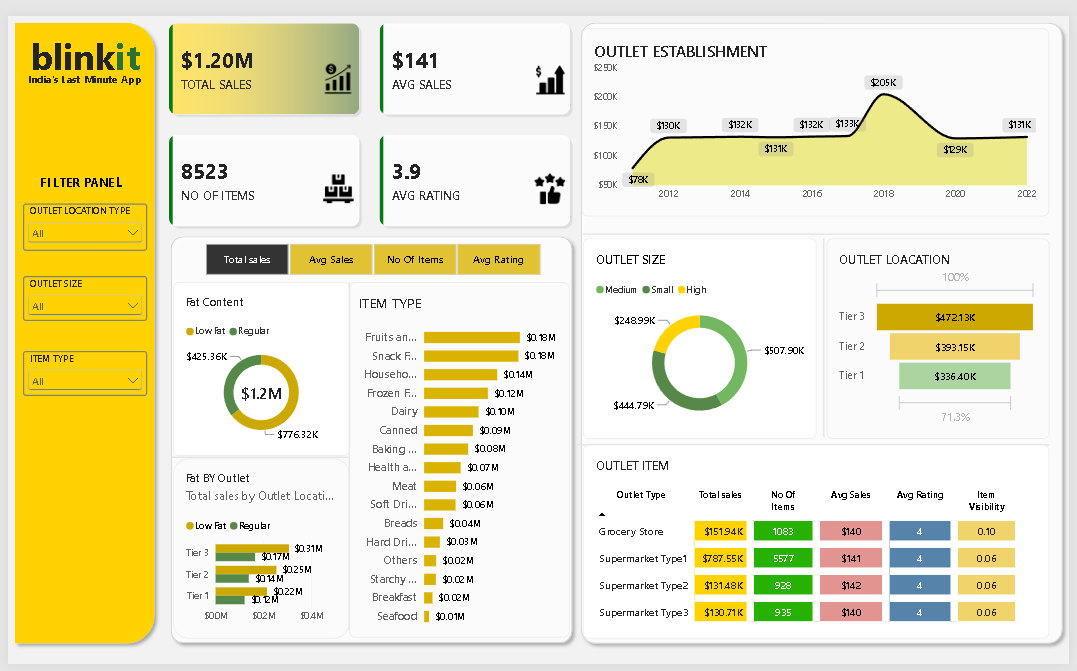 blinkit
India's Last Minute App
FILTER PANEL
OUTLET LOCATION TYPE
All
OUTLET SIZE
All
ITEM TYPE
All
$1.20M
TOTAL SALES
$141
AVG SALES
8523
NO OF ITEMS
3.9
AVG RATING
Total sales
Avg Sales
No Of Items
Avg Rating
Fat Content
Low Fat Regular
$425.36K
$1.2M
$776.32K
Fat BY Outlet
Total sales by Outlet Locati...
Low Fat Regular
Tier 3 $0.31M
$0.17M
Tier 2 $0.25M
$0.14M
Tier 1 $0.22M
$0.12M
$0.0M $0.2M $0.4M
ITEM TYPE
Fruits an... $0.18M
Snack F... $0.18M
Househo... $0.14M
Frozen F... $0.12M
Dairy $0.10M
Canned $0.09M
Baking ... $0.08M
Health a... $0.07M
Meat $0.06M
Soft Dri... $0.06M
Breads $0.04M
Hard Dri... $0.03M
Others $0.02M
Starchy ... $0.02M
Breakfast $0.02M
Seafood $0.01M
OUTLET ESTABLISHMENT
$250K
$200K
$150K
$100K
$50K
$78K
$130K
$132K
$131K
$132K
$133K
$205K
$129K
$131K
2012 2014 2016 2018 2020 2022
OUTLET SIZE
Medium Small High
$248.99K
$507.90K
$444.79K
OUTLET LOACATION
100%
Tier 3 $472.13K
Tier 2 $393.15K
Tier 1 $336.40K
71.3%
OUTLET ITEM
Outlet Type Total sales No Of Items Avg Sales Avg Rating Item Visibility
Grocery Store $151.94K 1083 $140 4 0.10
Supermarket Type1 $787.55K 5577 $141 4 0.06
Supermarket Type2 $131.48K 928 $142 4 0.06
Supermarket Type3 $130.71K 935 $140 4 0.06